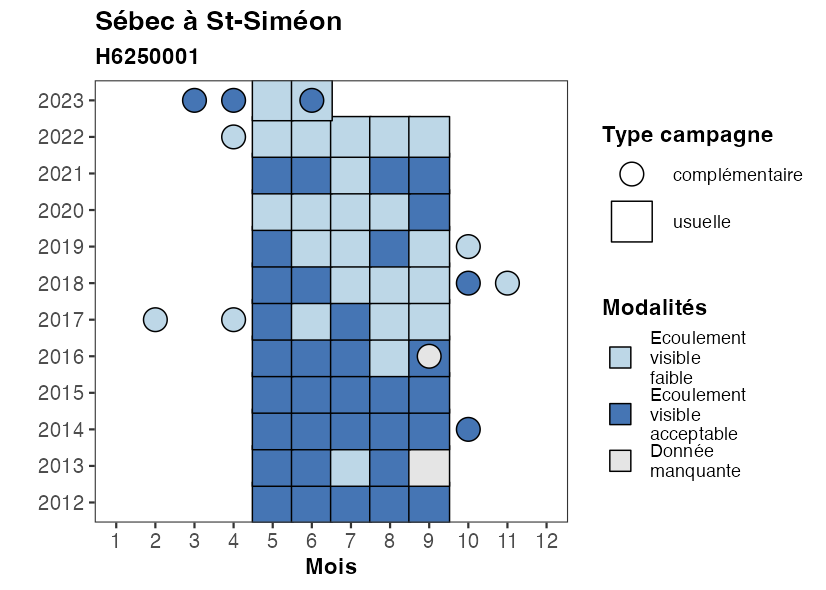 Sébec à St-Siméon
H6250001
2023
2022
2021
2020
2019
2018
2017
2016
2015
2014
2013
2012
1 2 3 4 5 6 7 8 9 10 11 12
Mois
Type campagne
complémentaire
usuelle
Modalités
Ecoulement
visible
faible
Ecoulement
visible
acceptable
Donnée
manquante